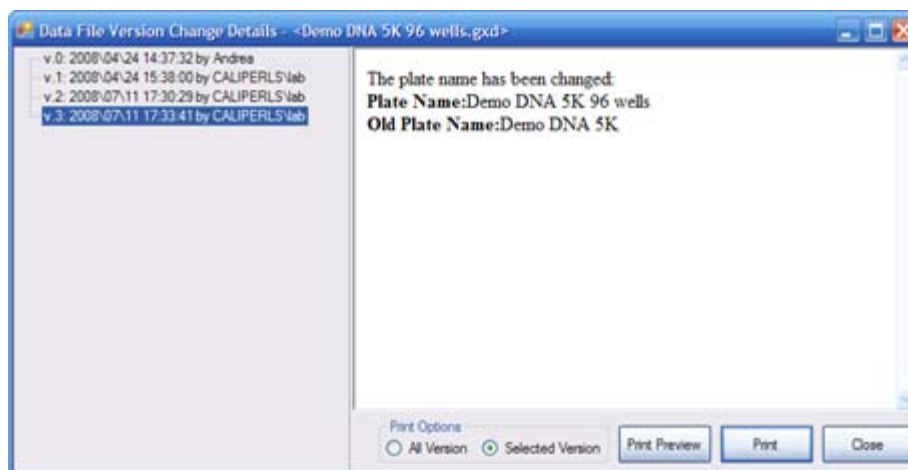 Data File Version Change Details - <Demo DNA 5K 96 wells.gxd>
v.0: 2008\04\24 14:37:32 by Andrea
v.1: 2008\04\24 15:38:00 by CALIPERLS\lab
v.2: 2008\07\11 17:30:29 by CALIPERLS\lab
v.3: 2008\07\11 17:33:41 by CALIPERLS\lab
The plate name has been changed:
Plate Name:Demo DNA 5K 96 wells
Old Plate Name:Demo DNA 5K
Print Options
All Version Selected Version Print Preview Print Close